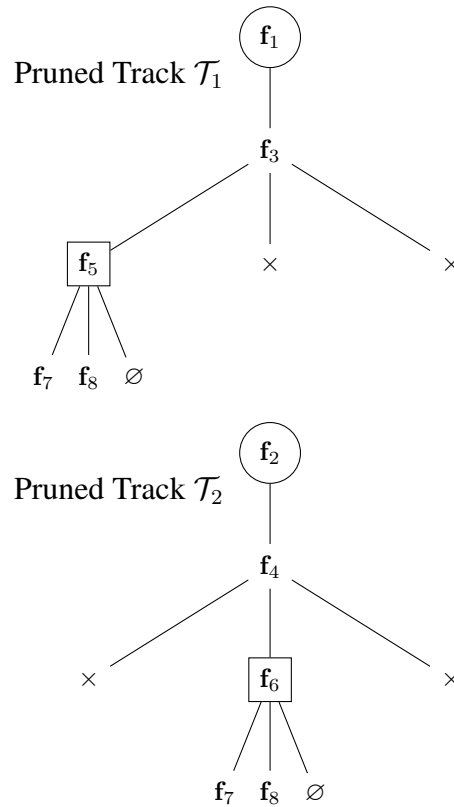 f₁
Pruned Track 𝒯₁
f₃
f₅ × ×
f₇ f₈ ∅
f₂
Pruned Track 𝒯₂
f₄
× f₆ ×
f₇ f₈ ∅